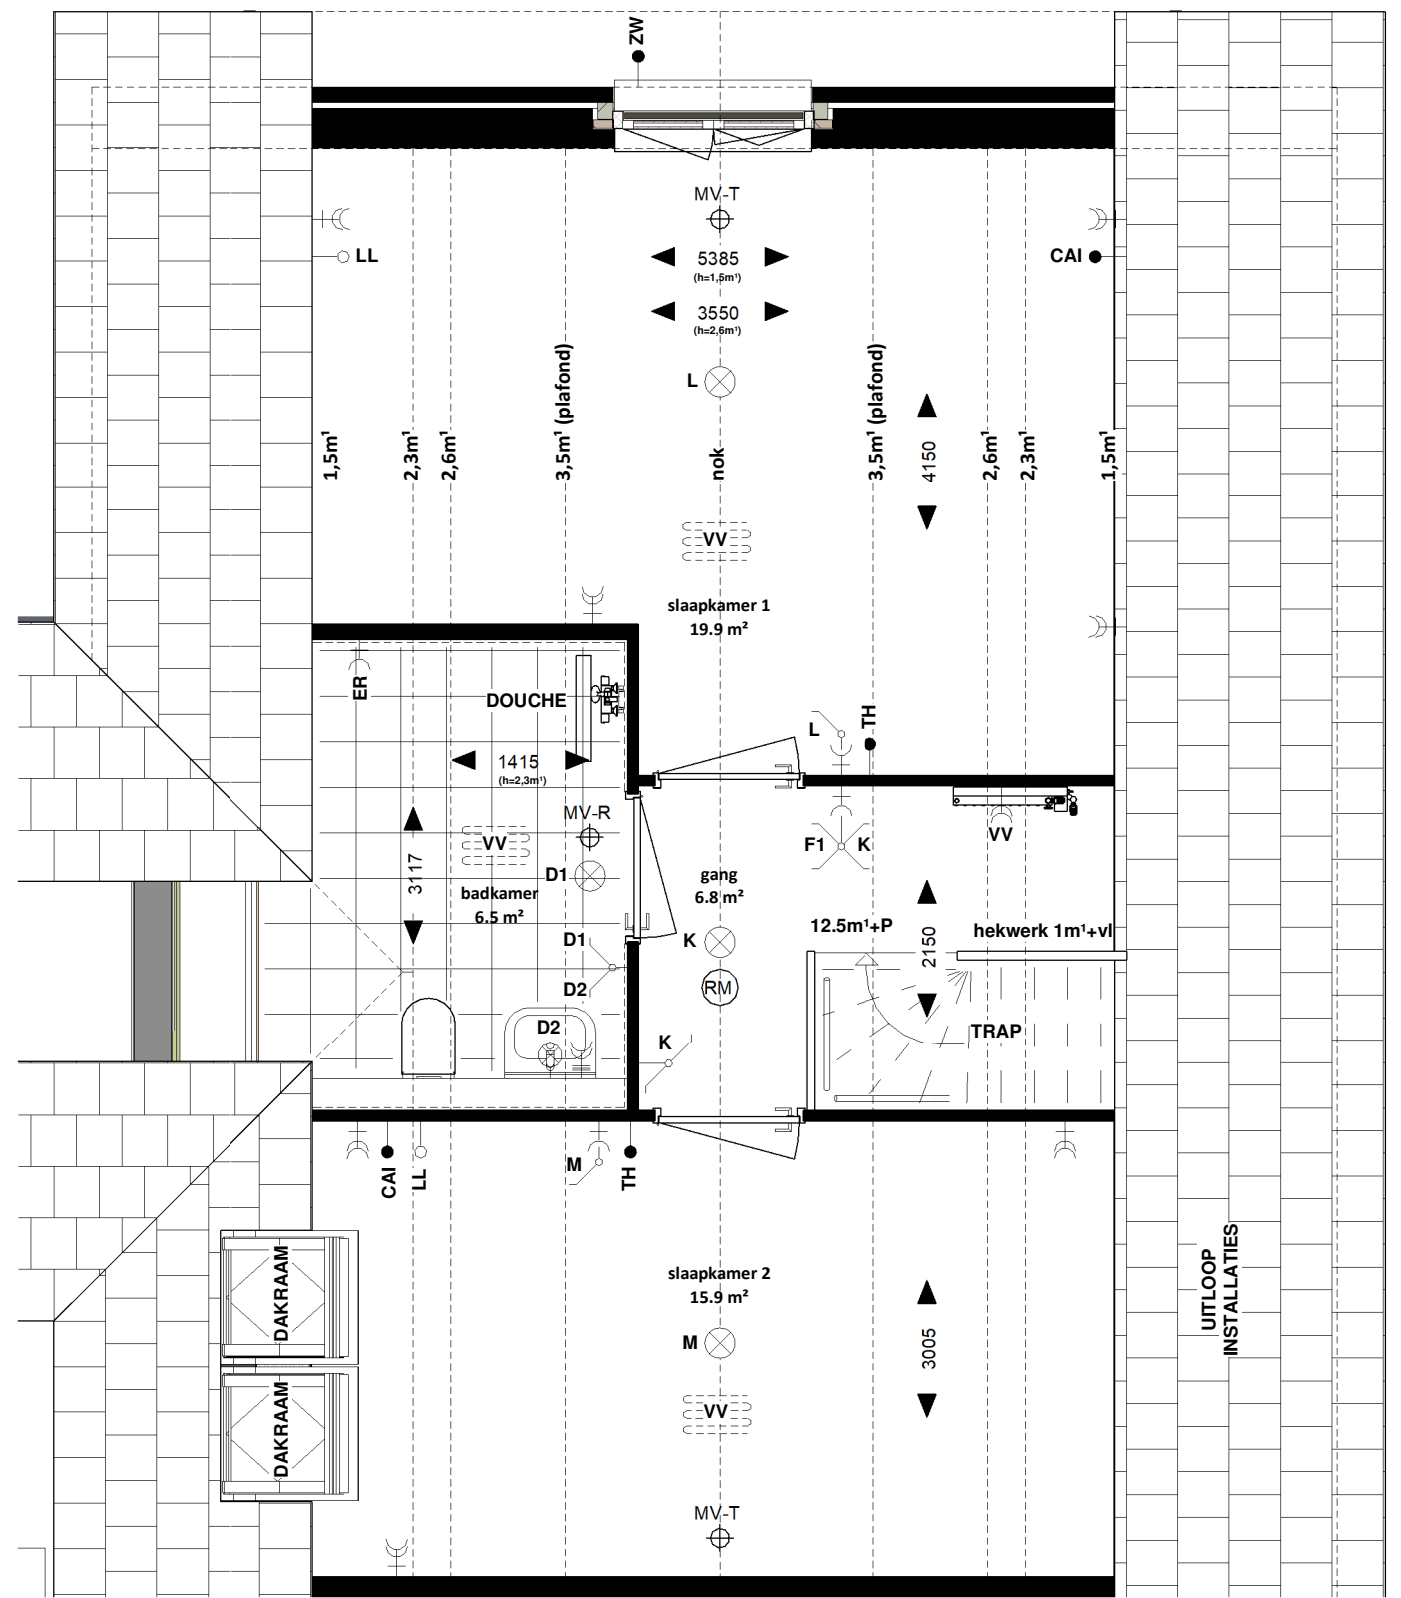 ZW
MV-T
LL
CAI
5385
(h=1,5m¹)
3550
(h=2,6m¹)
L
1,5m¹
2,3m¹
2,6m¹
3,5m¹ (plafond)
nok
3,5m¹ (plafond)
4150
2,6m¹
2,3m¹
1,5m¹
VV
slaapkamer 1
19.9 m²
ER
DOUCHE
L
TH
1415
(h=2,3m¹)
MV-R
VV
F1
K
VV
3117
D1
gang
6.8 m²
badkamer
6.5 m²
12.5m¹+P
hekwerk 1m¹+vl
D1
K
2150
D2
RM
D2
TRAP
K
CAI
LL
M
TH
DAKRAAM
slaapkamer 2
15.9 m²
UITLOOP
INSTALLATIES
M
3005
DAKRAAM
VV
MV-T